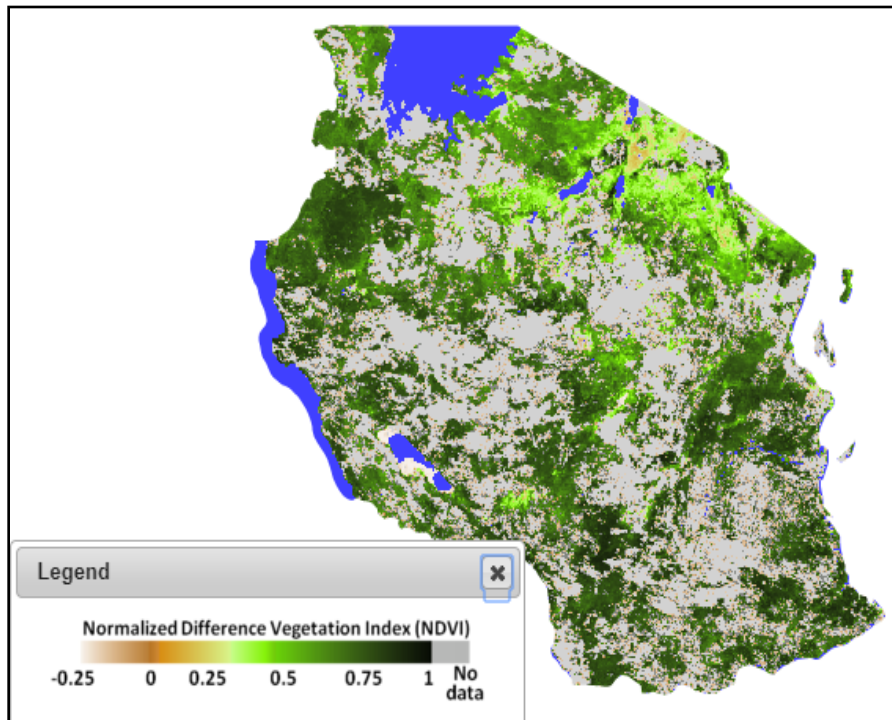 Legend
Normalized Difference Vegetation Index (NDVI)
-0.25 0 0.25 0.5 0.75 1 No data